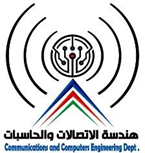 هندسة الاتصالات والحاسبات
Communications and Computers Engineering Dept .